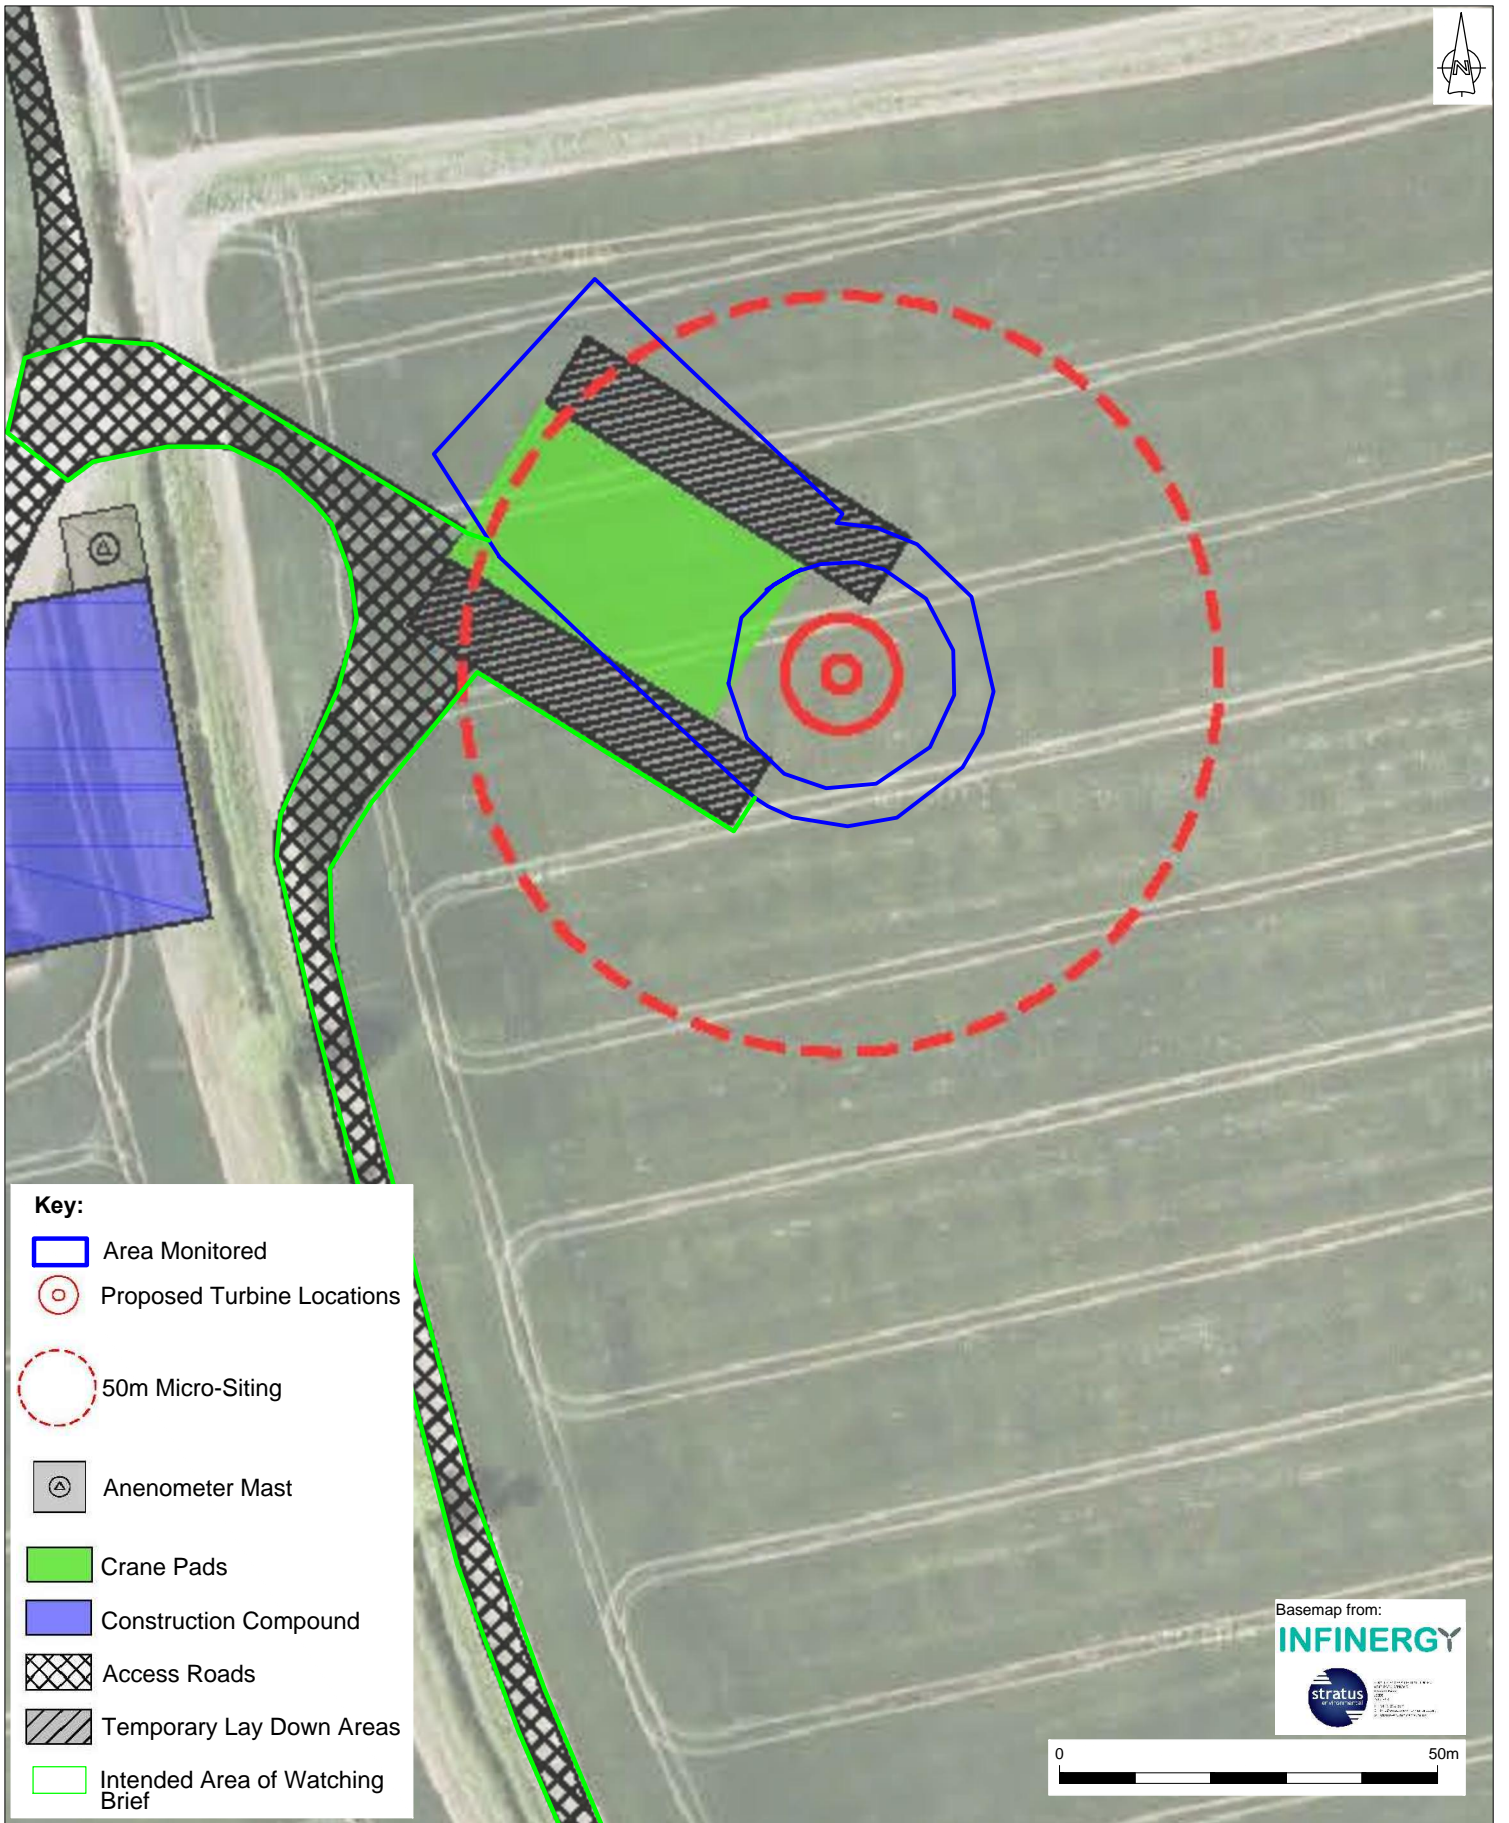 N
Key:
Area Monitored
Proposed Turbine Locations
50m Micro-Siting
Anenometer Mast
Crane Pads
Construction Compound
Access Roads
Temporary Lay Down Areas
Intended Area of Watching
Brief
Basemap from:
INFINERGY
stratus
environmental
0 50m